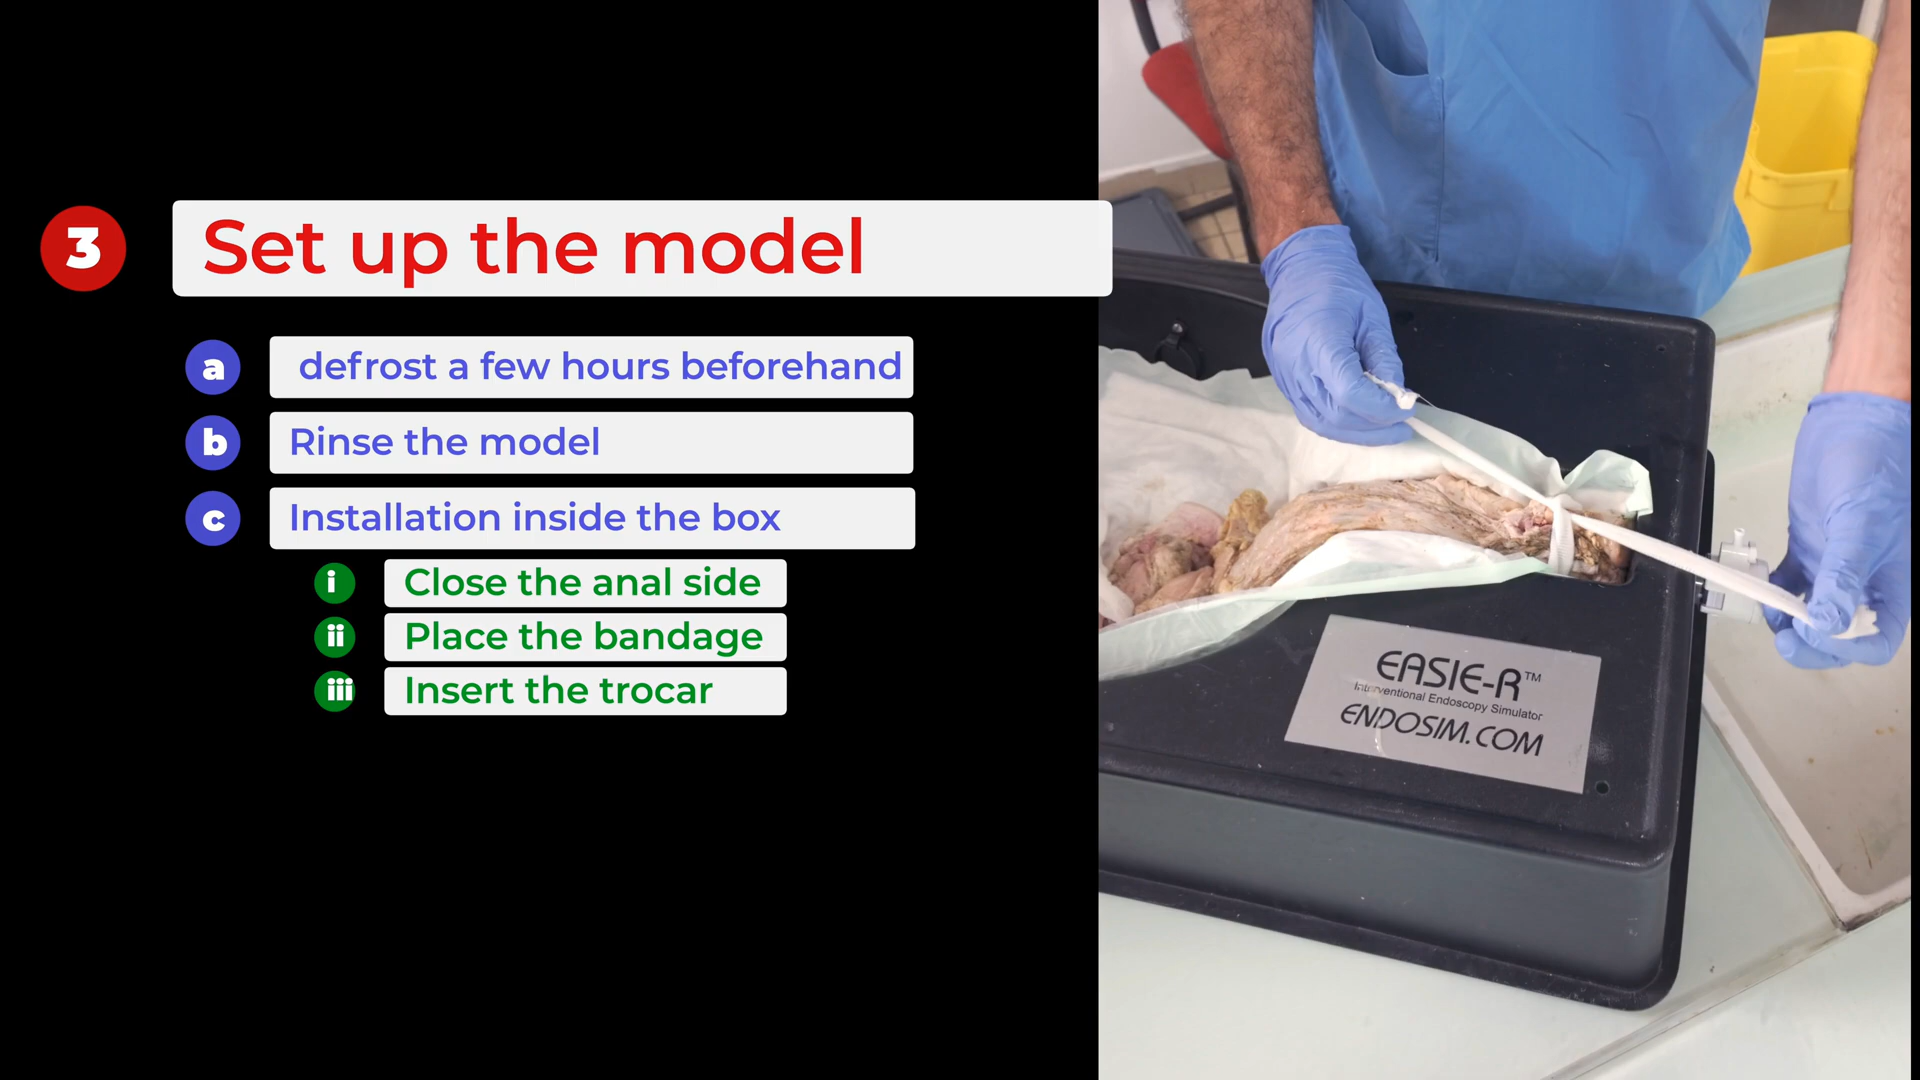 3 Set up the model
a defrost a few hours beforehand
b Rinse the model
c Installation inside the box
i Close the anal side
ii Place the bandage
iii Insert the trocar
EASIE-R™
Interventional Endoscopy Simulator
ENDOSIM.COM